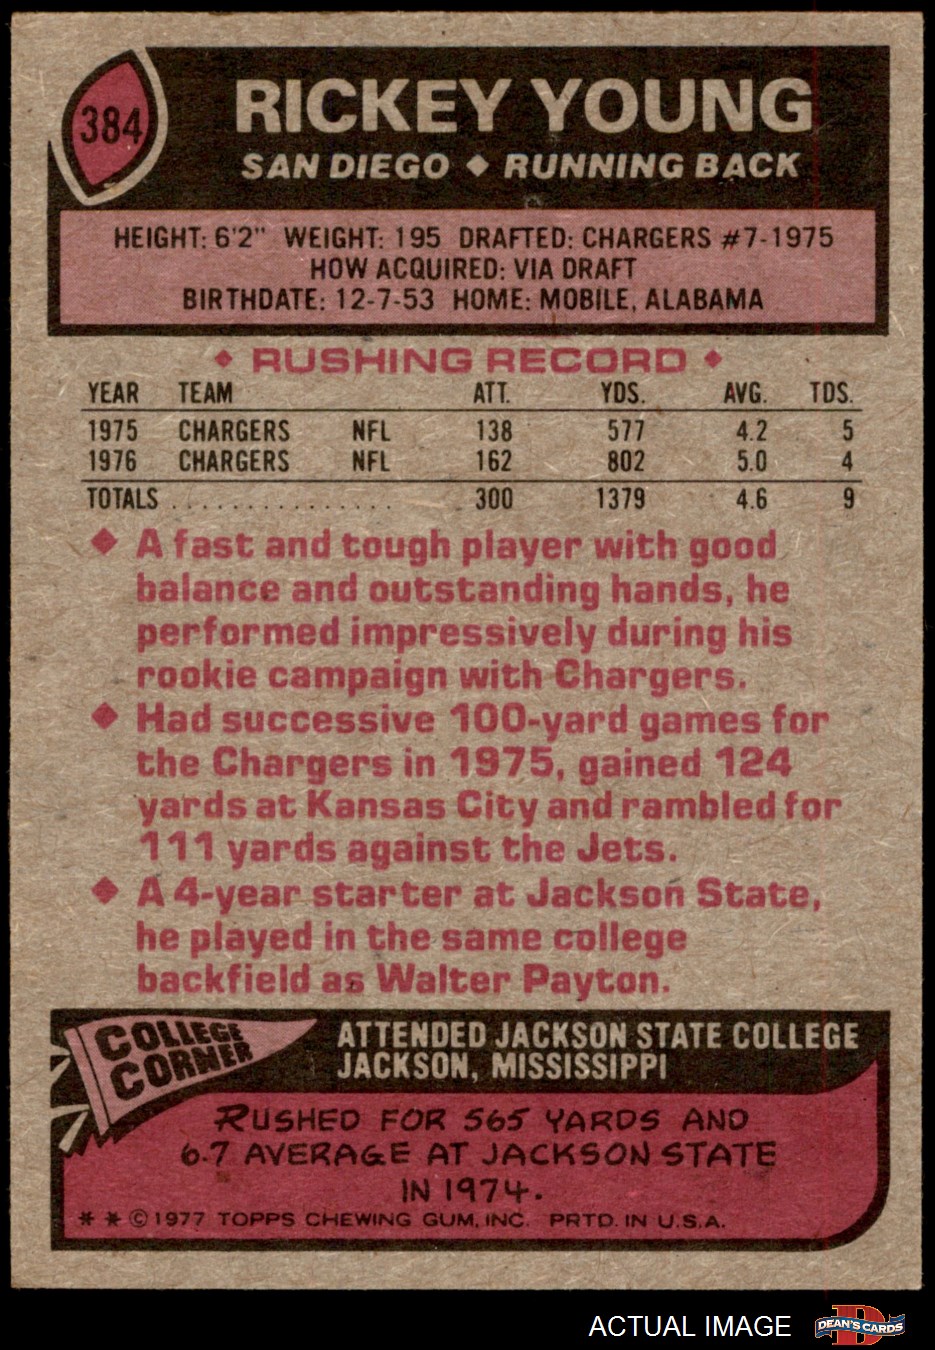 384
RICKEY YOUNG
SAN DIEGO ◆ RUNNING BACK
HEIGHT: 6'2" WEIGHT: 195 DRAFTED: CHARGERS #7-1975
HOW ACQUIRED: VIA DRAFT
BIRTHDATE: 12-7-53 HOME: MOBILE, ALABAMA
◆ RUSHING RECORD ◆
YEAR TEAM ATT. YDS. AVG. TDS.
1975 CHARGERS NFL 138 577 4.2 5
1976 CHARGERS NFL 162 802 5.0 4
TOTALS . . . . . . . . . . . . . . . 300 1379 4.6 9
◆ A fast and tough player with good
balance and outstanding hands, he
performed impressively during his
rookie campaign with Chargers.
◆ Had successive 100-yard games for
the Chargers in 1975, gained 124
yards at Kansas City and rambled for
111 yards against the Jets.
◆ A 4-year starter at Jackson State,
he played in the same college
backfield as Walter Payton.
COLLEGE
CORNER
ATTENDED JACKSON STATE COLLEGE
JACKSON, MISSISSIPPI
RUSHED FOR 565 YARDS AND
6.7 AVERAGE AT JACKSON STATE
IN 1974.
* * © 1977 TOPPS CHEWING GUM, INC. PRTD. IN U.S.A.
ACTUAL IMAGE
D
DEAN'S CARDS